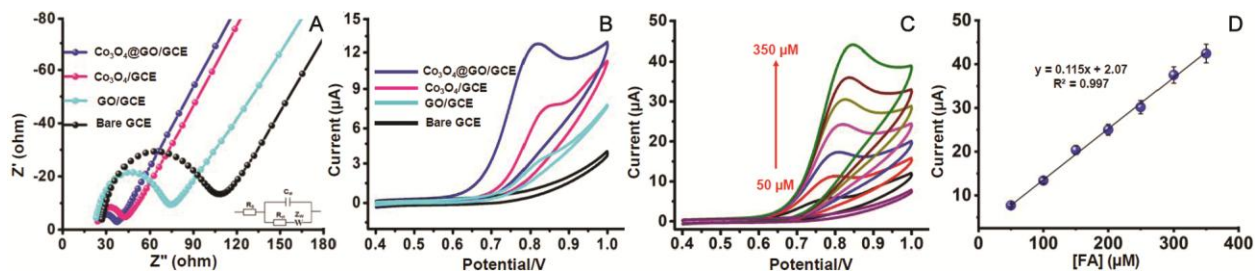 A
-80
-60
-40
-20
0
Z' (ohm)
Co₃O₄@GO/GCE
Co₃O₄/GCE
GO/GCE
Bare GCE
0 30 60 90 120 150 180
Z" (ohm)
B
15
12
9
6
3
0
Current (µA)
Co₃O₄@GO/GCE
Co₃O₄/GCE
GO/GCE
Bare GCE
0.4 0.5 0.6 0.7 0.8 0.9 1.0
Potential/V
C
50
40
30
20
10
0
Current (µA)
350 µM
50 µM
0.4 0.5 0.6 0.7 0.8 0.9 1.0
Potential/V
D
50
40
30
20
10
Current (µA)
y = 0.115x + 2.07
R² = 0.997
0 100 200 300 400
[FA] (µM)